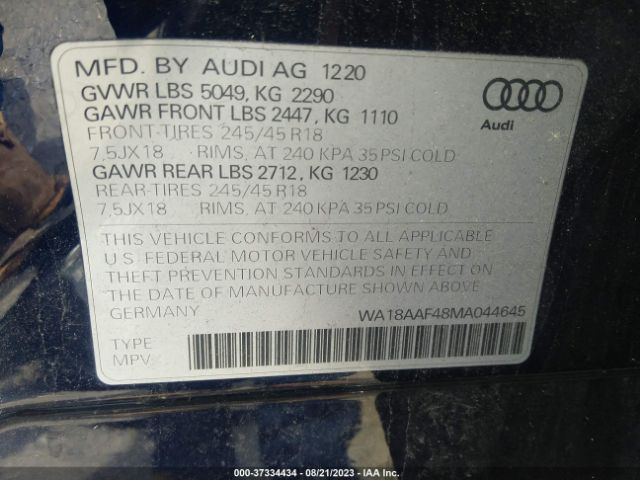 MFD. BY AUDI AG 1220
GVWR LBS 5049, KG 2290
GAWR FRONT LBS 2447, KG 1110
FRONT-TIRES 245/45 R18
7,5JX18 RIMS, AT 240 KPA 35 PSI COLD
GAWR REAR LBS 2712, KG 1230
REAR-TIRES 245/45 R18
7,5JX18 RIMS, AT 240 KPA 35 PSI COLD
Audi
THIS VEHICLE CONFORMS TO ALL APPLICABLE
U.S. FEDERAL MOTOR VEHICLE SAFETY AND
THEFT PREVENTION STANDARDS IN EFFECT ON
THE DATE OF MANUFACTURE SHOWN ABOVE
GERMANY WA18AAF48MA044645
TYPE
MPV
000-37334434 - 08/21/2023 - IAA Inc.